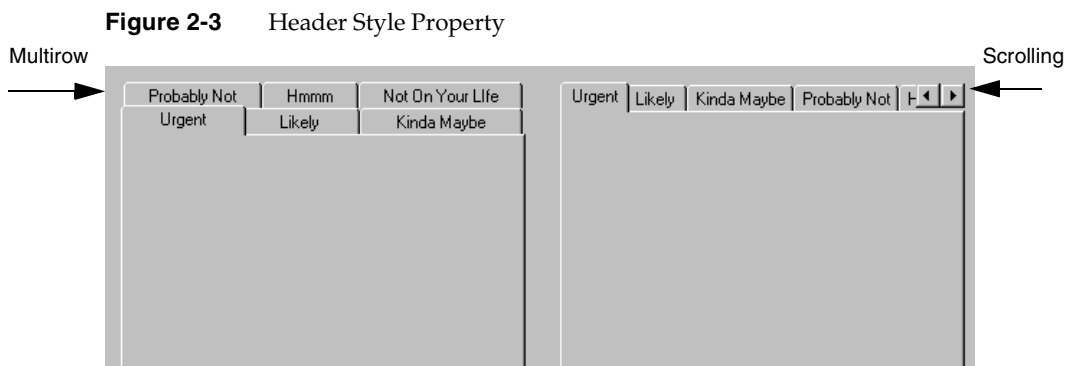 Figure 2-3 Header Style Property
Multirow
Scrolling
Probably Not Hmmm Not On Your LIfe
Urgent Likely Kinda Maybe
Urgent Likely Kinda Maybe Probably Not H